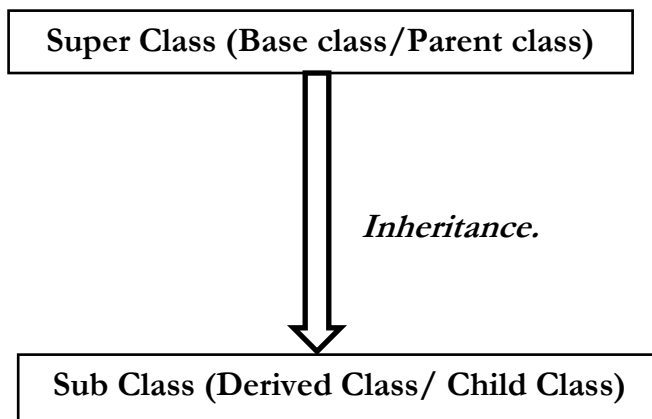 Super Class (Base class/Parent class)
Inheritance.
Sub Class (Derived Class/ Child Class)